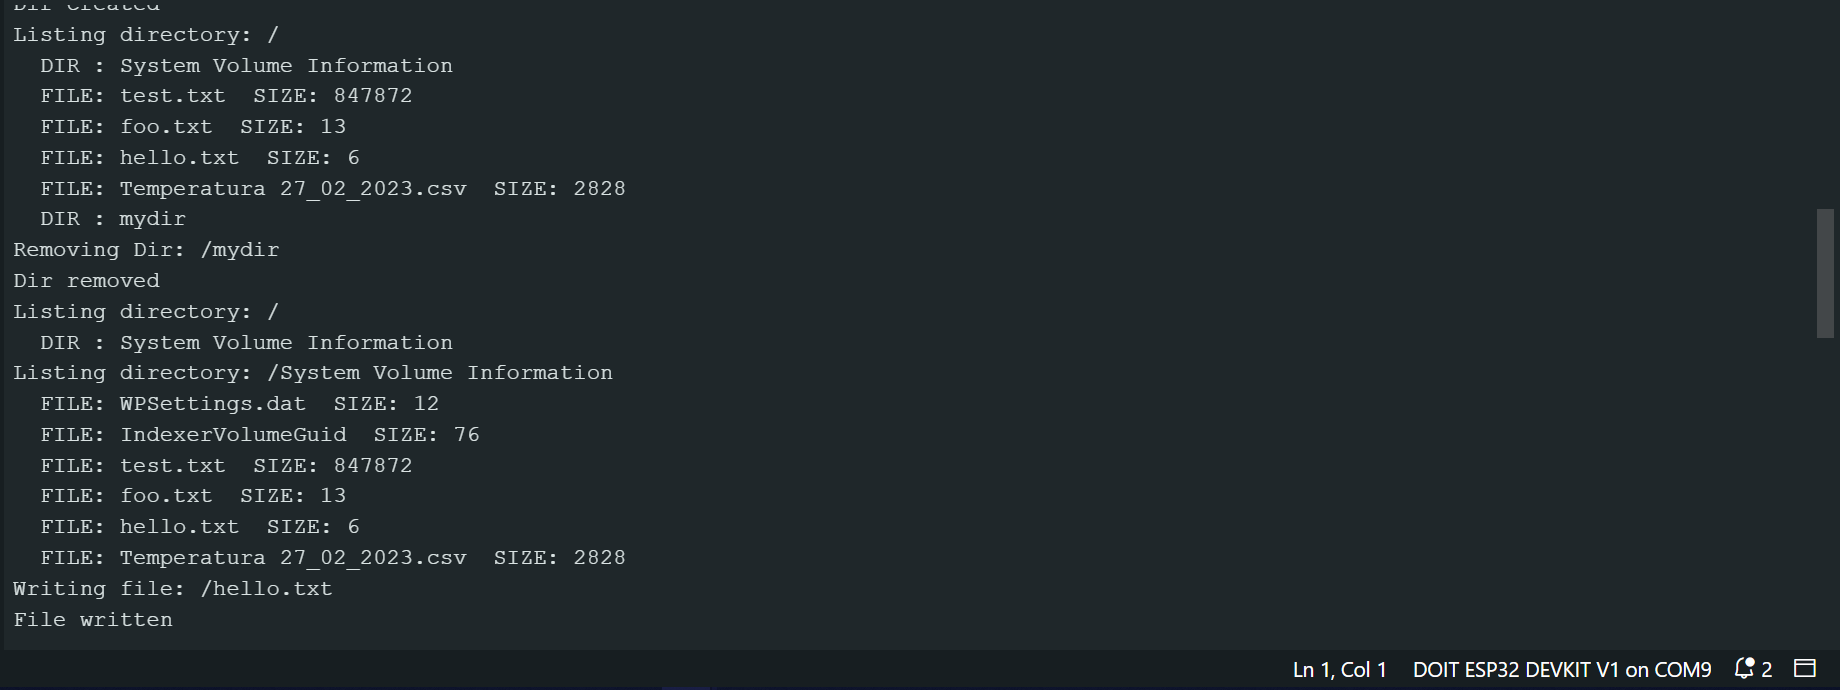 Dir created
Listing directory: /
  DIR : System Volume Information
  FILE: test.txt  SIZE: 847872
  FILE: foo.txt  SIZE: 13
  FILE: hello.txt  SIZE: 6
  FILE: Temperatura 27_02_2023.csv  SIZE: 2828
  DIR : mydir
Removing Dir: /mydir
Dir removed
Listing directory: /
  DIR : System Volume Information
Listing directory: /System Volume Information
  FILE: WPSettings.dat  SIZE: 12
  FILE: IndexerVolumeGuid  SIZE: 76
  FILE: test.txt  SIZE: 847872
  FILE: foo.txt  SIZE: 13
  FILE: hello.txt  SIZE: 6
  FILE: Temperatura 27_02_2023.csv  SIZE: 2828
Writing file: /hello.txt
File written
Ln 1, Col 1 DOIT ESP32 DEVKIT V1 on COM9 2